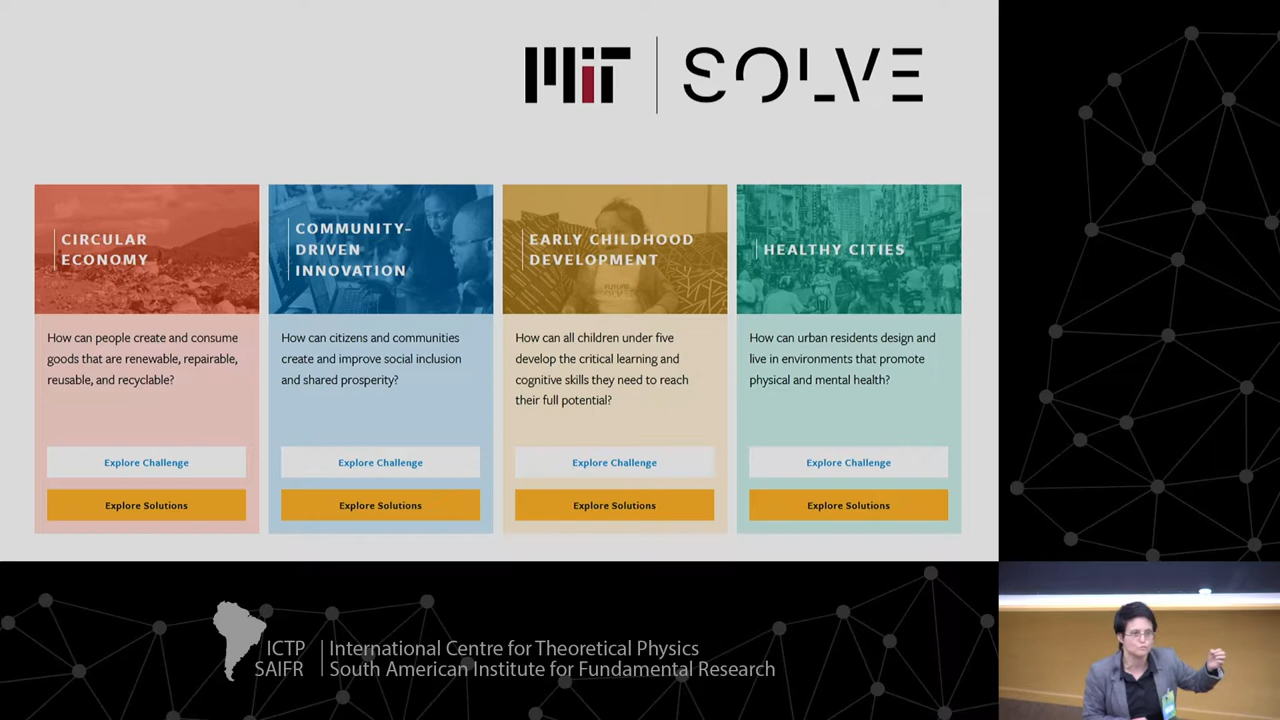 MIT SOLVE
CIRCULAR
ECONOMY
How can people create and consume
goods that are renewable, repairable,
reusable, and recyclable?
Explore Challenge
Explore Solutions
COMMUNITY-
DRIVEN
INNOVATION
How can citizens and communities
create and improve social inclusion
and shared prosperity?
Explore Challenge
Explore Solutions
EARLY CHILDHOOD
DEVELOPMENT
How can all children under five
develop the critical learning and
cognitive skills they need to reach
their full potential?
Explore Challenge
Explore Solutions
HEALTHY CITIES
How can urban residents design and
live in environments that promote
physical and mental health?
Explore Challenge
Explore Solutions
ICTP
SAIFR
International Centre for Theoretical Physics
South American Institute for Fundamental Research